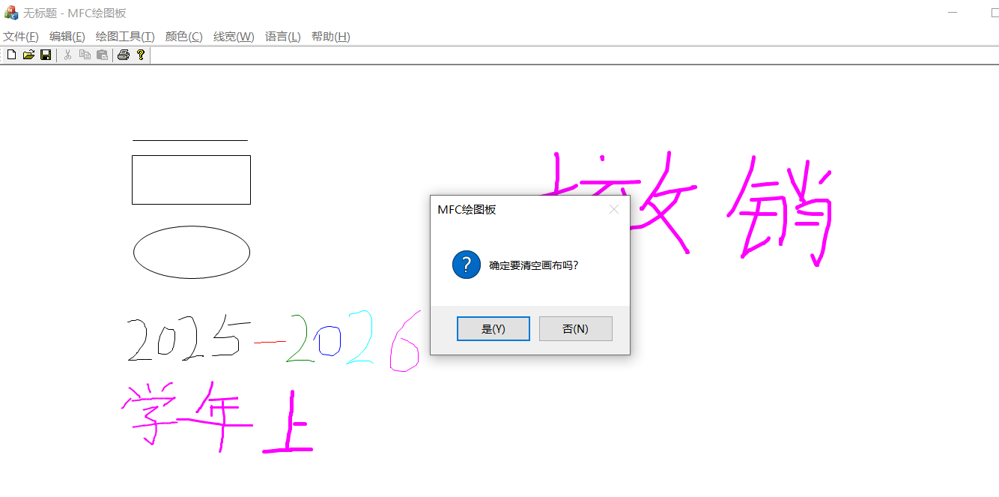 无标题 - MFC绘图板
文件(F) 编辑(E) 绘图工具(T) 颜色(C) 线宽(W) 语言(L) 帮助(H)
销
MFC绘图板
确定要清空画布吗?
是(Y) 否(N)
2025-2026
学年上